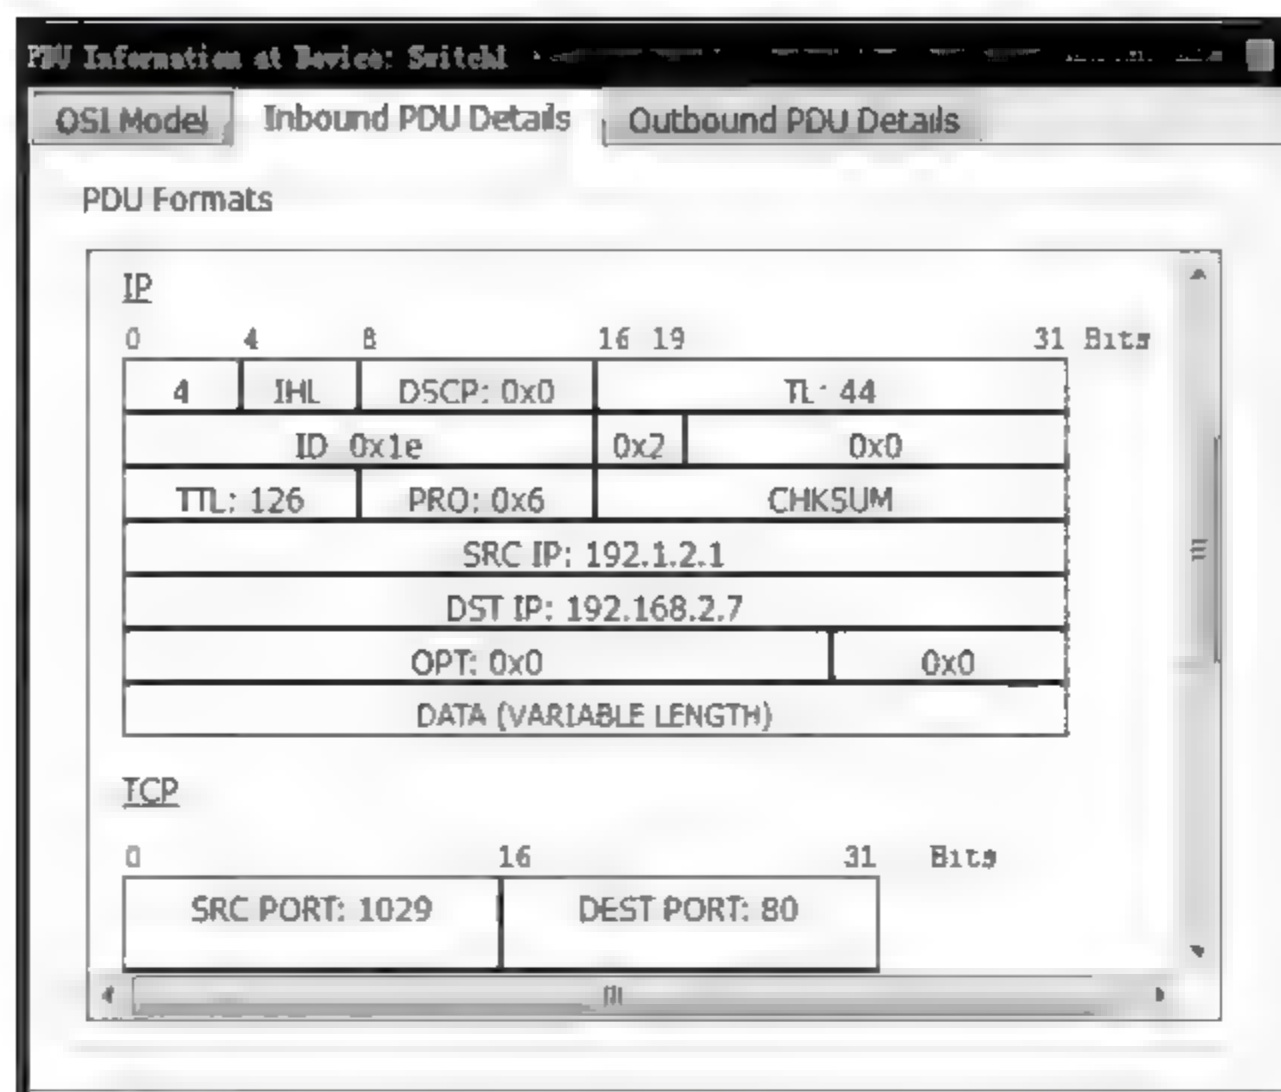 PDU Information at Device: Switch1
OSI Model Inbound PDU Details Outbound PDU Details
PDU Formats
IP
0 4 8 16 19 31 Bits
4 IHL DSCP: 0x0 TL: 44
ID 0x1e 0x2 0x0
TTL: 126 PRO: 0x6 CHKSUM
SRC IP: 192.1.2.1
DST IP: 192.168.2.7
OPT: 0x0 0x0
DATA (VARIABLE LENGTH)
TCP
0 16 31 Bits
SRC PORT: 1029 DEST PORT: 80